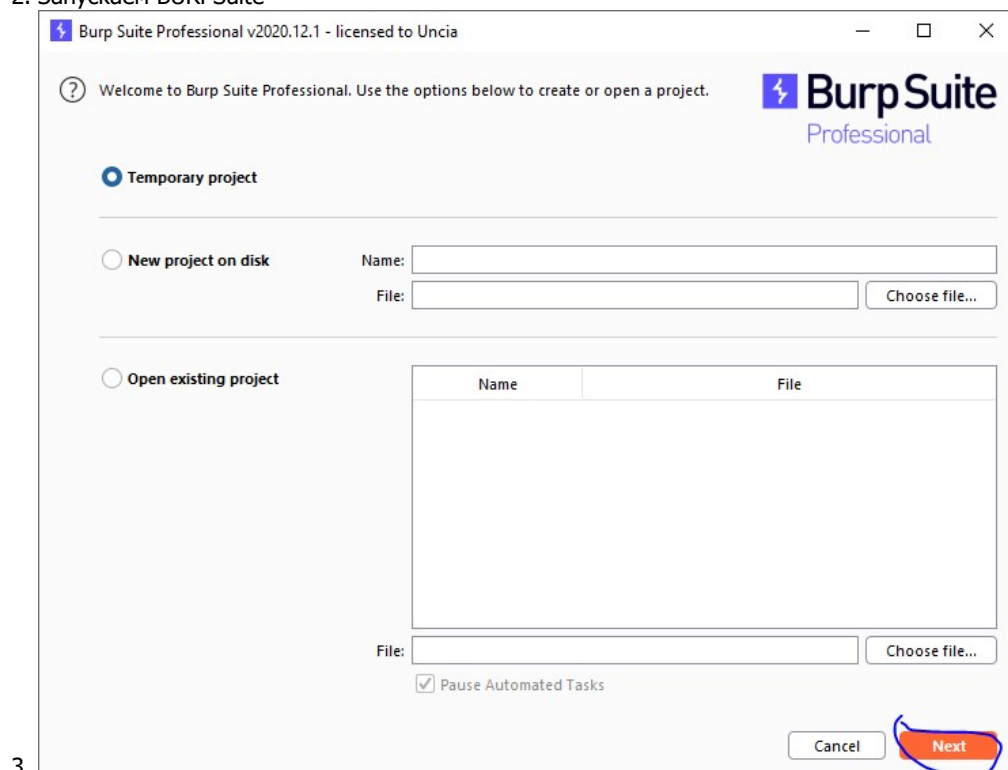 Burp Suite Professional v2020.12.1 - licensed to Uncia
Welcome to Burp Suite Professional. Use the options below to create or open a project.
Burp Suite
Professional
Temporary project
New project on disk
Name:
File:
Choose file...
Open existing project
Name
File
File:
Choose file...
Pause Automated Tasks
Cancel
Next
3.